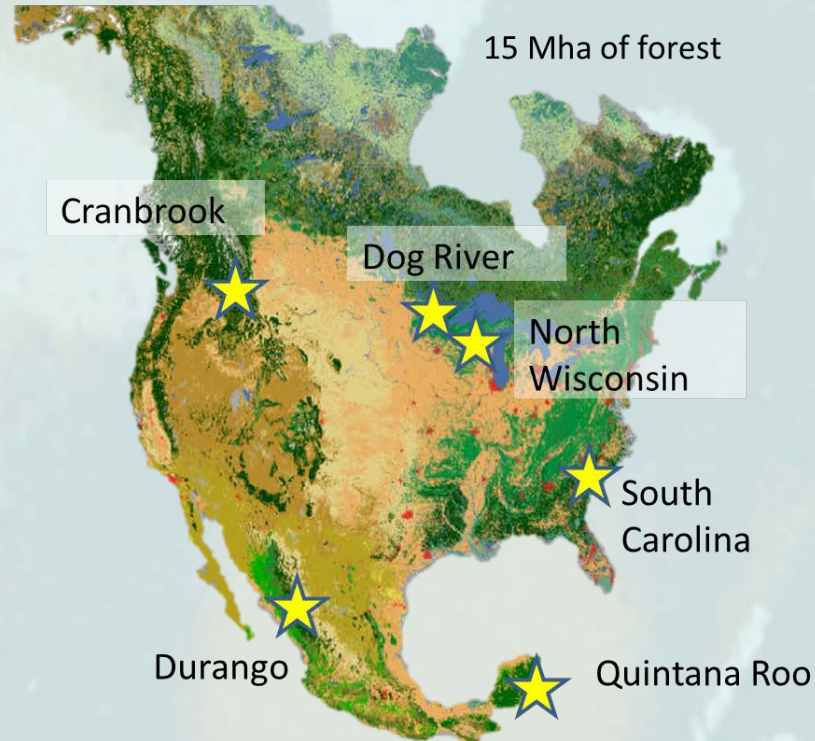 15 Mha of forest
Cranbrook
Dog River
North
Wisconsin
South
Carolina
Durango
Quintana Roo